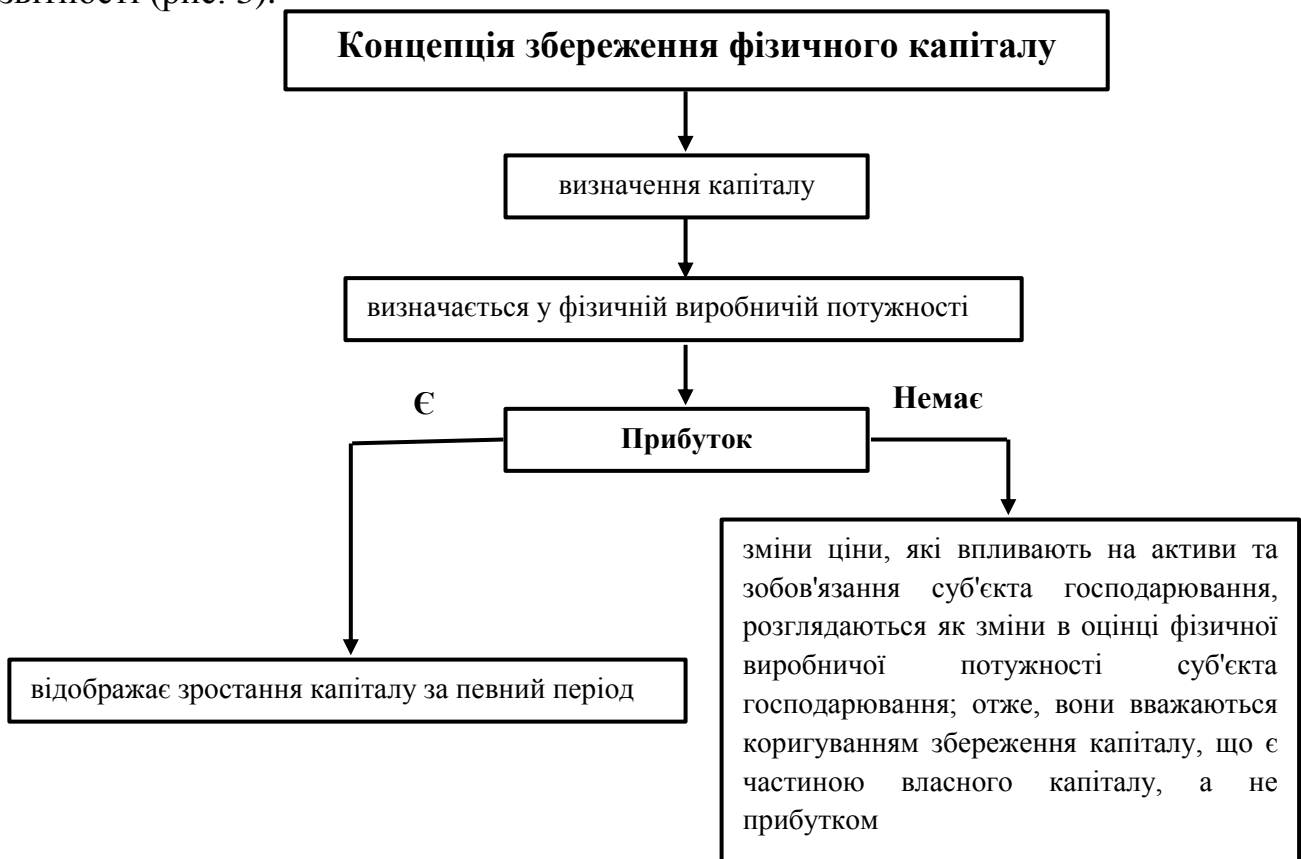 звітності (рис. 3).
Концепція збереження фізичного капіталу
визначення капіталу
визначається у фізичній виробничій потужності
Є
Немає
Прибуток
відображає зростання капіталу за певний період
зміни ціни, які впливають на активи та
зобов'язання суб'єкта господарювання,
розглядаються як зміни в оцінці фізичної
виробничої потужності суб'єкта
господарювання; отже, вони вважаються
коригуванням збереження капіталу, що є
частиною власного капіталу, а не
прибутком